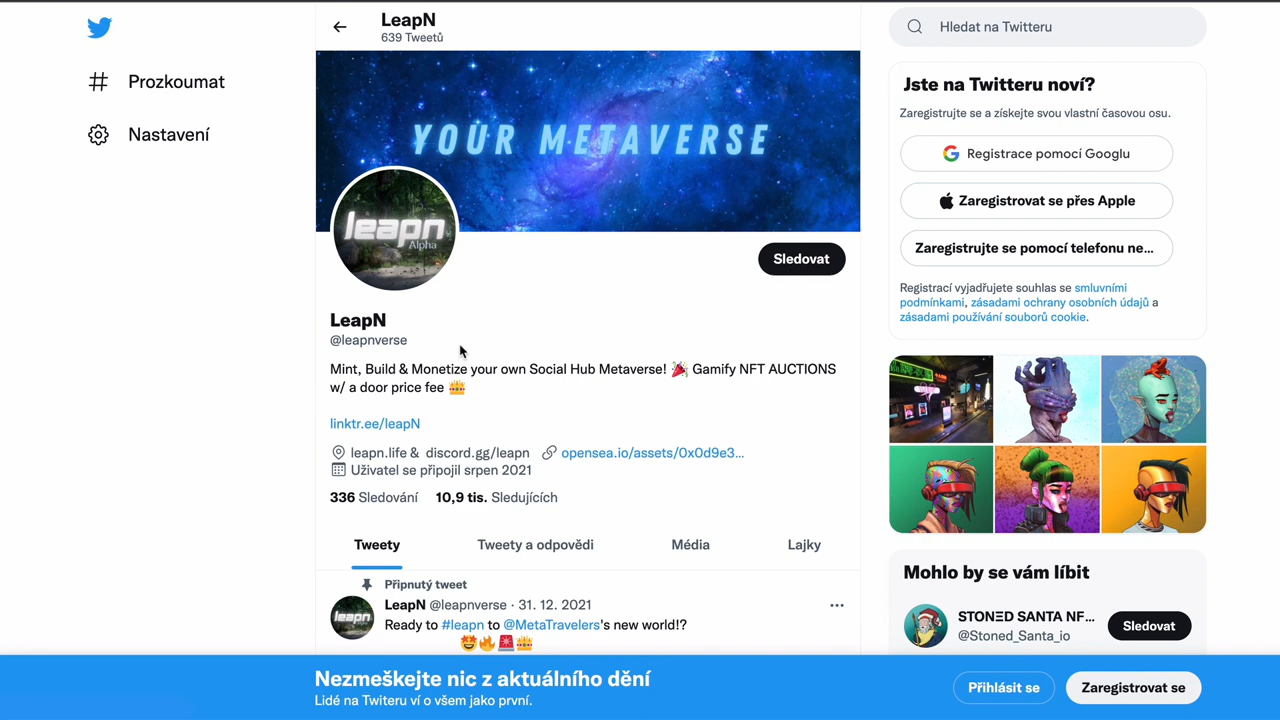 LeapN
639 Tweetů
Hledat na Twitteru
Prozkoumat
Nastavení
YOUR METAVERSE
leapn
Alpha
Sledovat
LeapN
@leapnverse
Mint, Build & Monetize your own Social Hub Metaverse! 🎉 Gamify NFT AUCTIONS
w/ a door price fee 👑
linktr.ee/leapN
leapn.life & discord.gg/leapn opensea.io/assets/0x0d9e3...
Uživatel se připojil srpen 2021
336 Sledování 10,9 tis. Sledujících
Tweety Tweety a odpovědi Média Lajky
Připnutý tweet
leapn
LeapN @leapnverse · 31. 12. 2021
Ready to #leapn to @MetaTravelers's new world!?
🤩🔥🚨👑
Jste na Twitteru noví?
Zaregistrujte se a získejte svou vlastní časovou osu.
Registrace pomocí Googlu
Zaregistrovat se přes Apple
Zaregistrujte se pomocí telefonu ne...
Registrací vyjadřujete souhlas se smluvními
podmínkami, zásadami ochrany osobních údajů a
zásadami používání souborů cookie.
Mohlo by se vám líbit
STONΞD SANTA NF...
@Stoned_Santa_io
Sledovat
Nezmeškejte nic z aktuálního dění
Lidé na Twiteru ví o všem jako první.
Přihlásit se
Zaregistrovat se